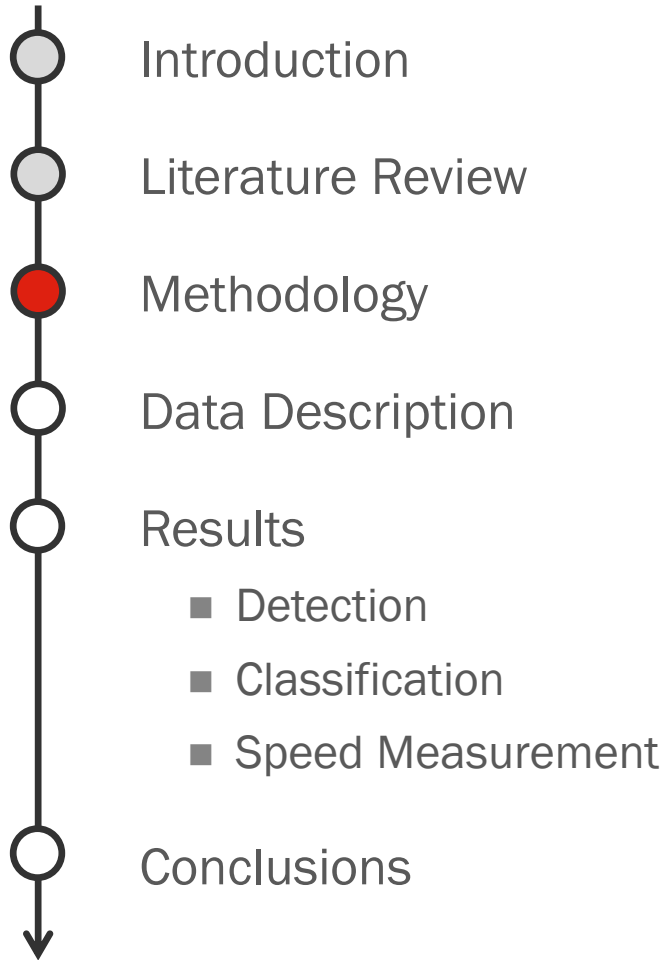 Introduction
Literature Review
Methodology
Data Description
Results
Detection
Classification
Speed Measurement
Conclusions